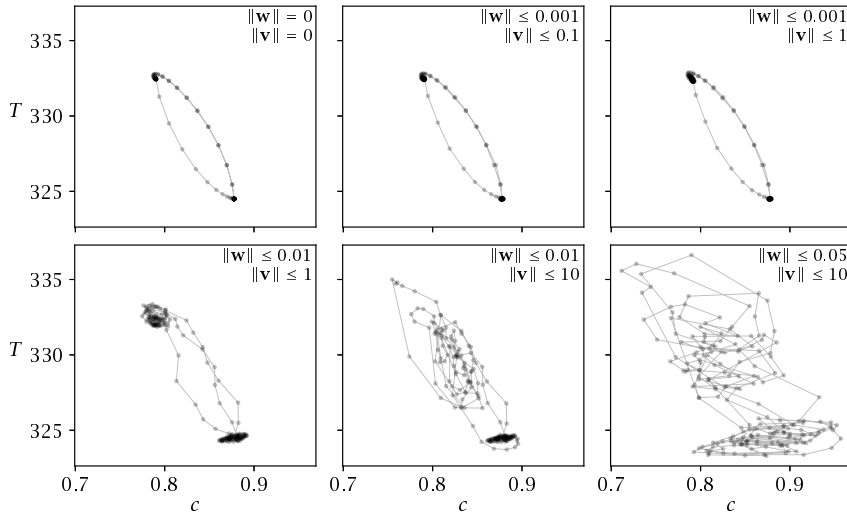 335
330
325
T
‖w‖ = 0
‖v‖ = 0
‖w‖ ≤ 0.001
‖v‖ ≤ 0.1
‖w‖ ≤ 0.001
‖v‖ ≤ 1
335
330
325
T
‖w‖ ≤ 0.01
‖v‖ ≤ 1
‖w‖ ≤ 0.01
‖v‖ ≤ 10
‖w‖ ≤ 0.05
‖v‖ ≤ 10
0.7 0.8 0.9
0.7 0.8 0.9
0.7 0.8 0.9
c
c
c